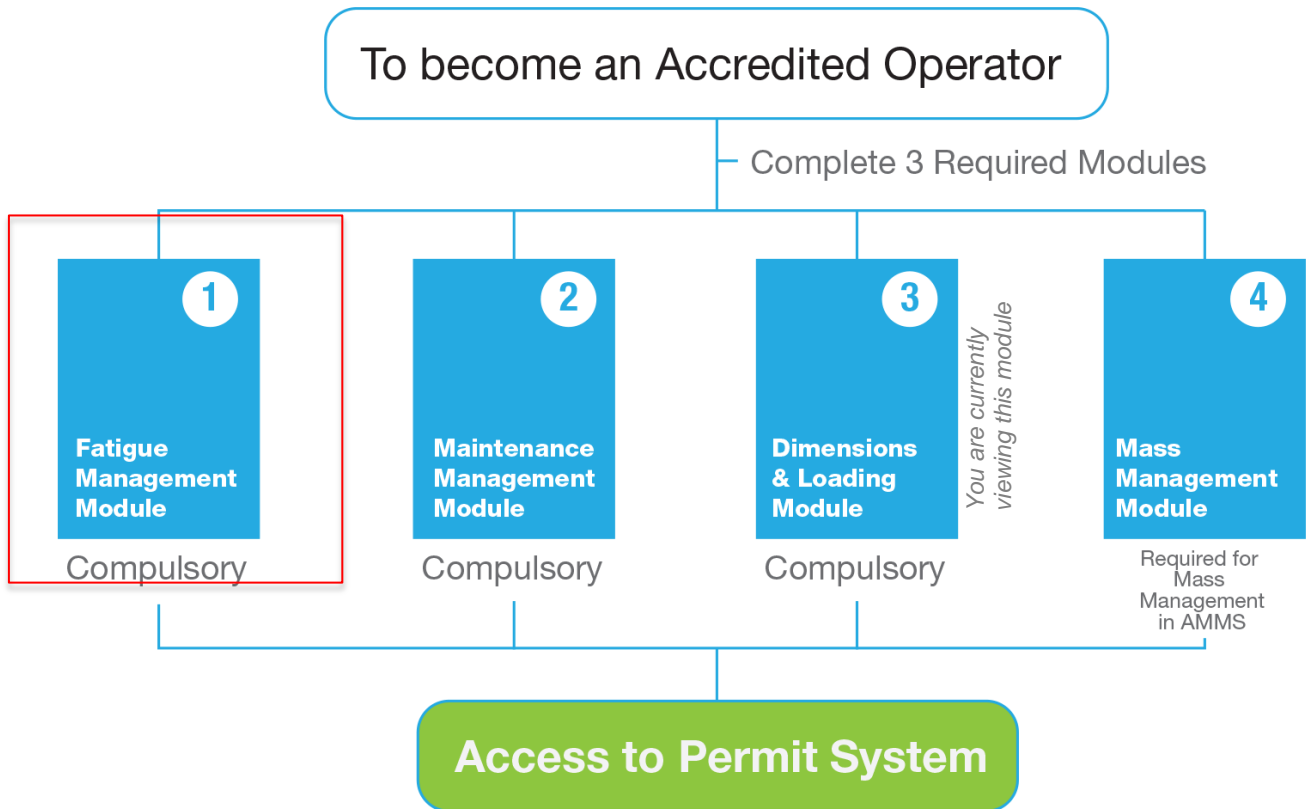 To become an Accredited Operator
Complete 3 Required Modules
1
Fatigue
Management
Module
Compulsory
2
Maintenance
Management
Module
Compulsory
3
Dimensions
& Loading
Module
You are currently
viewing this module
Compulsory
4
Mass
Management
Module
Required for
Mass
Management
in AMMS
Access to Permit System